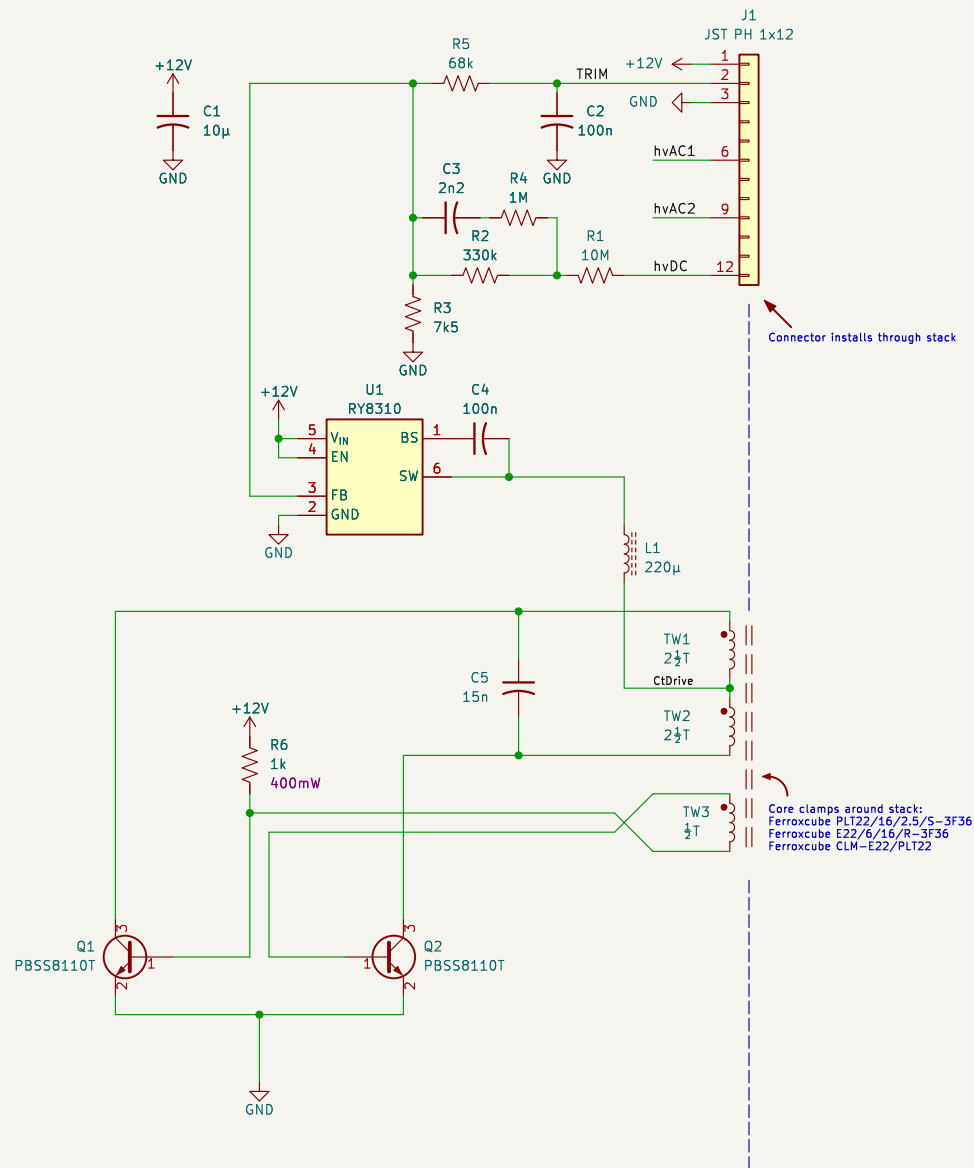 J1
JST PH 1x12
+12V
1
TRIM
2
GND
3
hvAC1
6
hvAC2
9
hvDC
12
R5
68k
+12V
C1
10µ
GND
C2
100n
GND
C3
2n2
R4
1M
R2
330k
R1
10M
R3
7k5
GND
Connector installs through stack
+12V
U1
RY8310
C4
100n
5
VIN
BS
1
4
EN
SW
6
3
FB
2
GND
GND
L1
220µ
TW1
2½T
C5
15n
CtDrive
TW2
2½T
+12V
R6
1k
400mW
TW3
½T
Core clamps around stack:
Ferroxcube PLT22/16/2.5/S-3F36
Ferroxcube E22/6/16/R-3F36
Ferroxcube CLM-E22/PLT22
Q1
PBSS8110T
3
1
2
Q2
PBSS8110T
3
1
2
GND